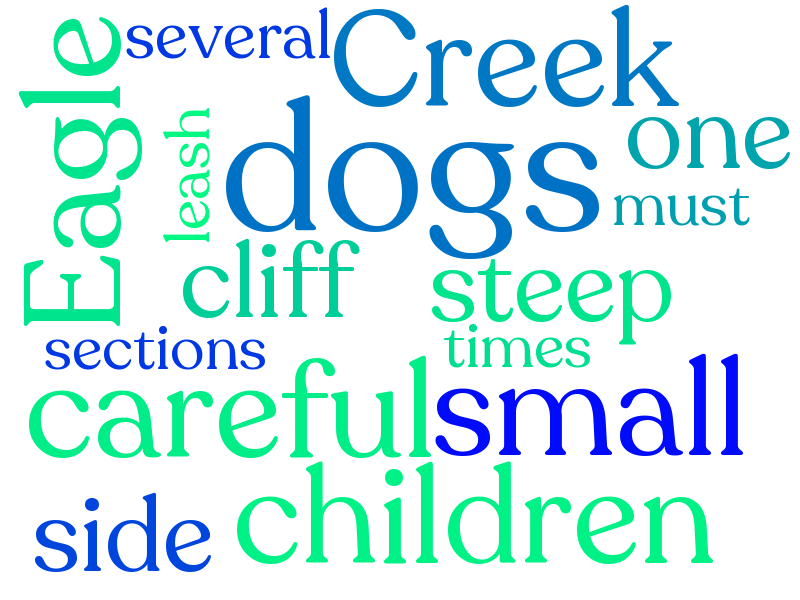 several
Creek
Eagle
leash
dogs
one
must
cliff
steep
sections
times
careful
small
side
children